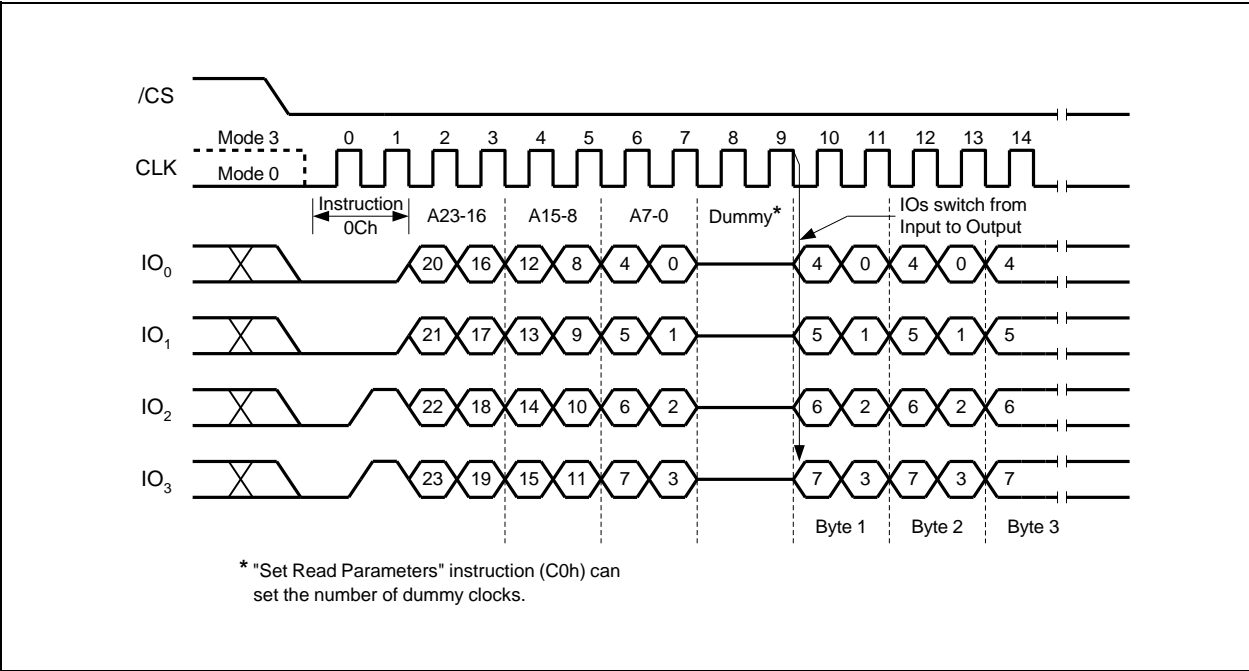 /CS
Mode 3 0 1 2 3 4 5 6 7 8 9 10 11 12 13 14
CLK
Mode 0
Instruction
0Ch
A23-16 A15-8 A7-0 Dummy*
IOs switch from
Input to Output
IO0 20 16 12 8 4 0 4 0 4 0 4
IO1 21 17 13 9 5 1 5 1 5 1 5
IO2 22 18 14 10 6 2 6 2 6 2 6
IO3 23 19 15 11 7 3 7 3 7 3 7
Byte 1 Byte 2 Byte 3
* "Set Read Parameters" instruction (C0h) can
set the number of dummy clocks.